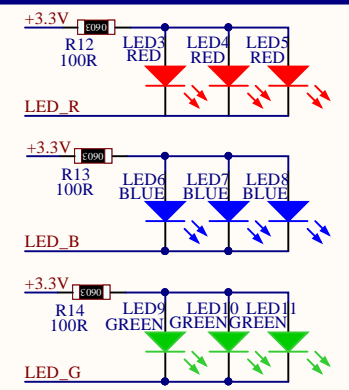 +3.3V
0603
R12
100R
LED3
RED
LED4
RED
LED5
RED
LED_R
+3.3V
0603
R13
100R
LED6
BLUE
LED7
BLUE
LED8
BLUE
LED_B
+3.3V
0603
R14
100R
LED9
GREEN
LED10
GREEN
LED11
GREEN
LED_G